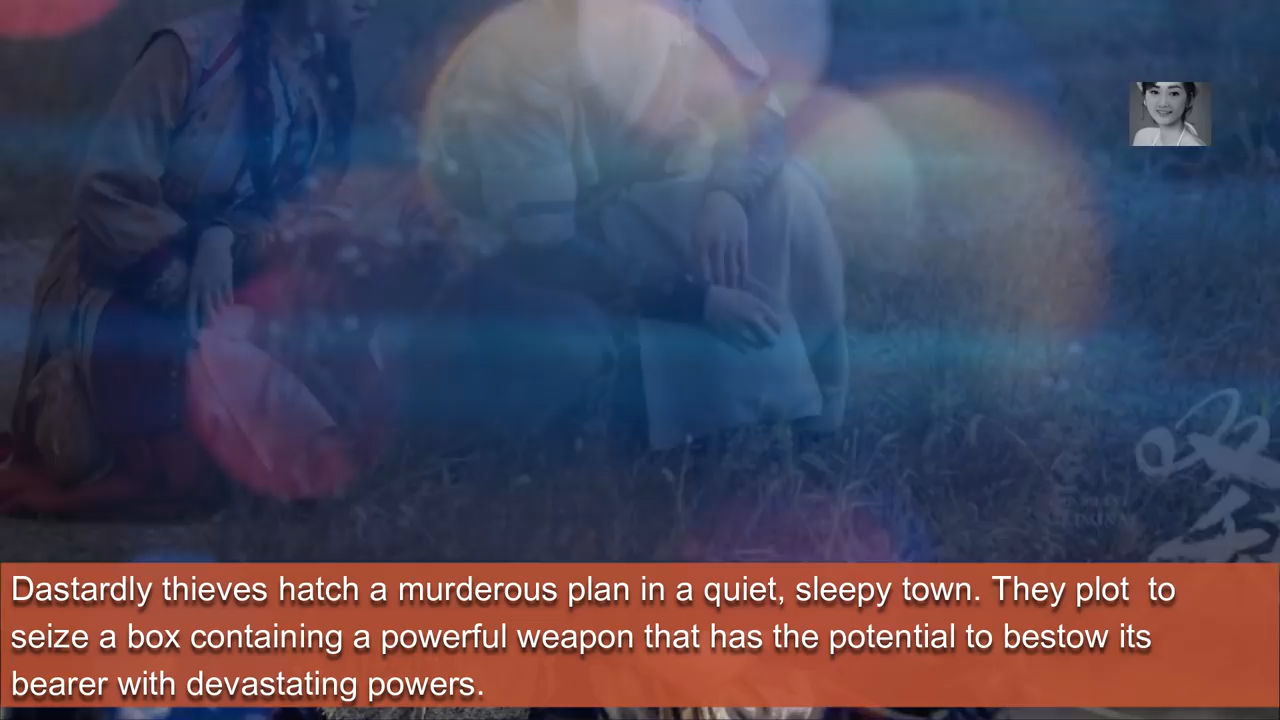 Dastardly thieves hatch a murderous plan in a quiet, sleepy town. They plot  to
seize a box containing a powerful weapon that has the potential to bestow its
bearer with devastating powers.